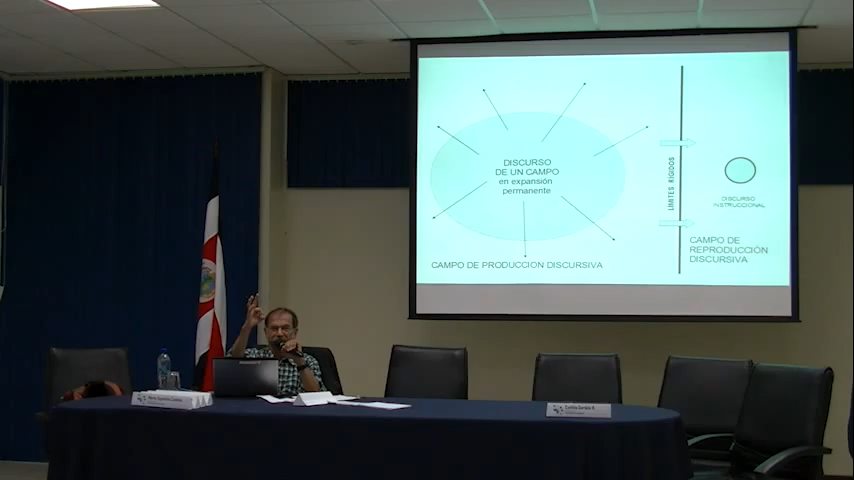 DISCURSO
DE UN CAMPO
en expansión
permanente
CAMPO DE PRODUCCION DISCURSIVA
LIMITES RIGIDOS
DISCURSO
INSTRUCCIONAL
CAMPO DE
REPRODUCCIÓN
DISCURSIVA